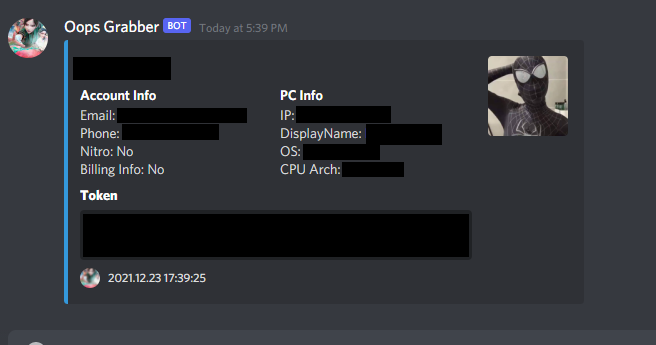 Oops Grabber BOT Today at 5:39 PM
Account Info
Email:
Phone:
Nitro: No
Billing Info: No
PC Info
IP:
DisplayName:
OS:
CPU Arch:
Token
2021.12.23 17:39:25